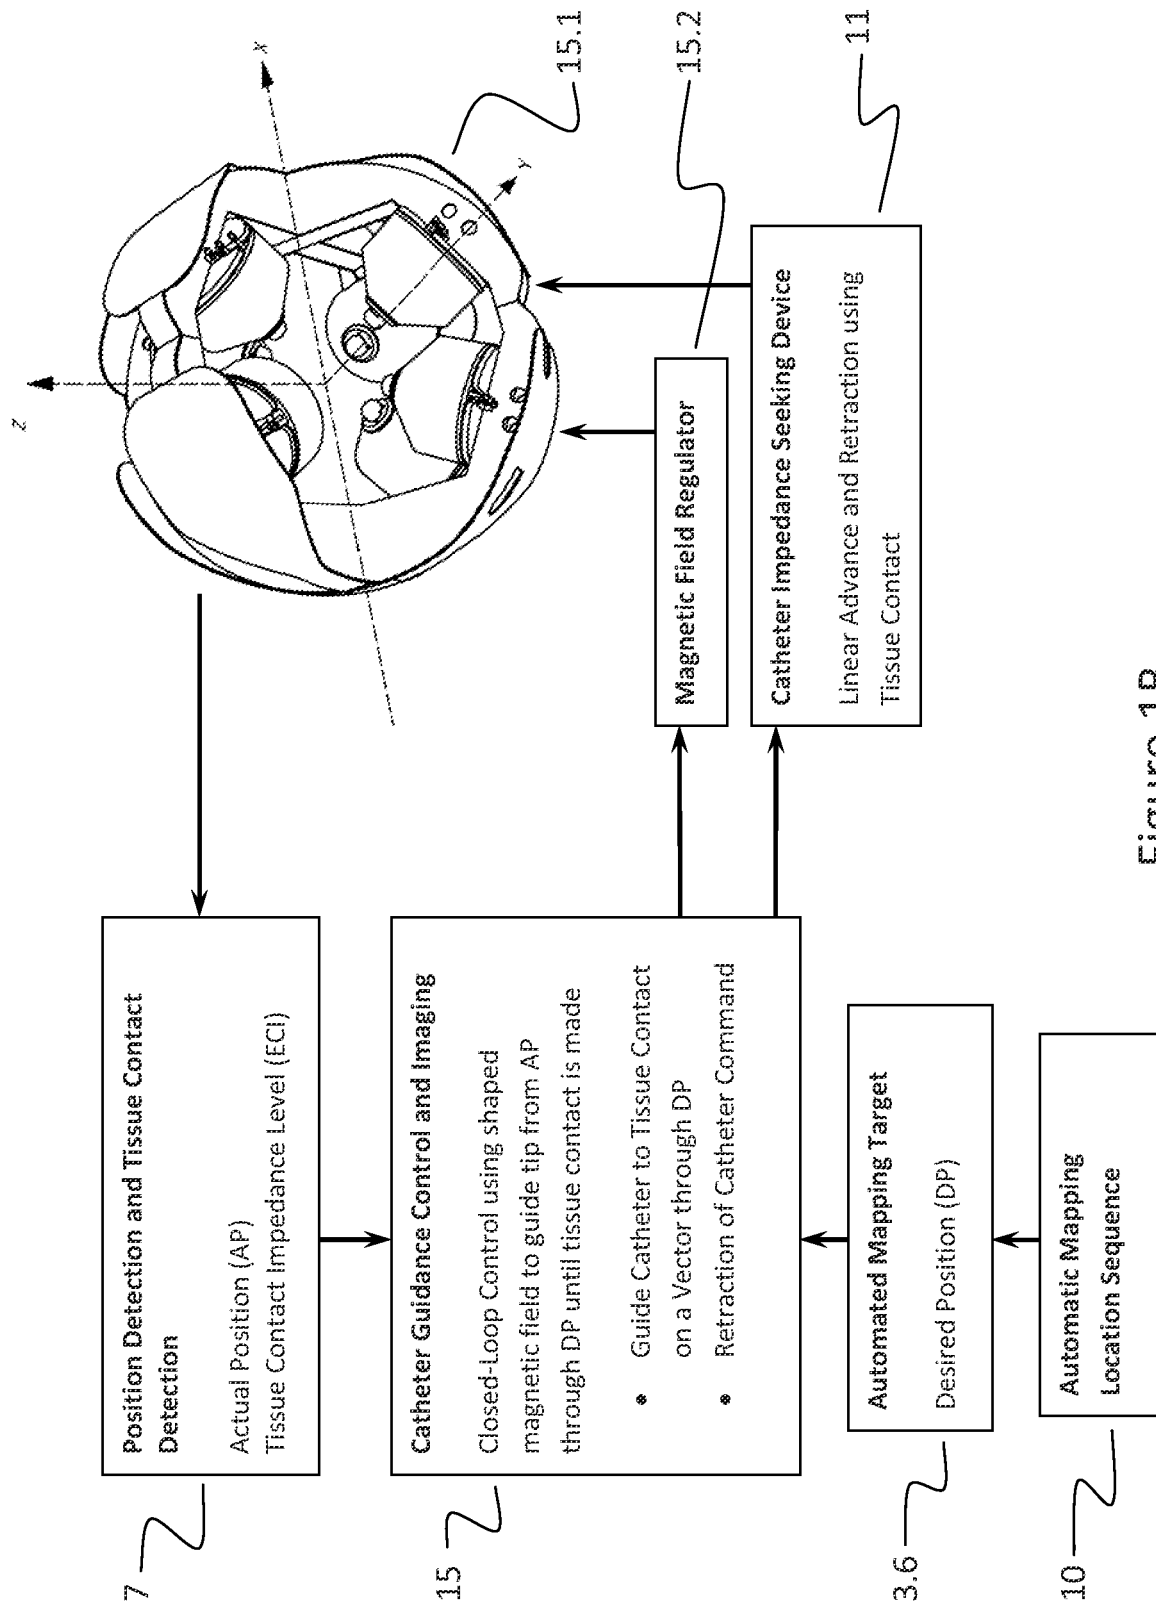 7
Position Detection and Tissue Contact
Detection
Actual Position (AP)
Tissue Contact Impedance Level (ECI)
15
Catheter Guidance Control and Imaging
Closed-Loop Control using shaped
magnetic field to guide tip from AP
through DP until tissue contact is made
• Guide Catheter to Tissue Contact
on a Vector through DP
• Retraction of Catheter Command
3.6
Automated Mapping Target
Desired Position (DP)
10
Automatic Mapping
Location Sequence
Z
X
Y
15.1
15.2
Magnetic Field Regulator
11
Catheter Impedance Seeking Device
Linear Advance and Retraction using
Tissue Contact
Figure 1B